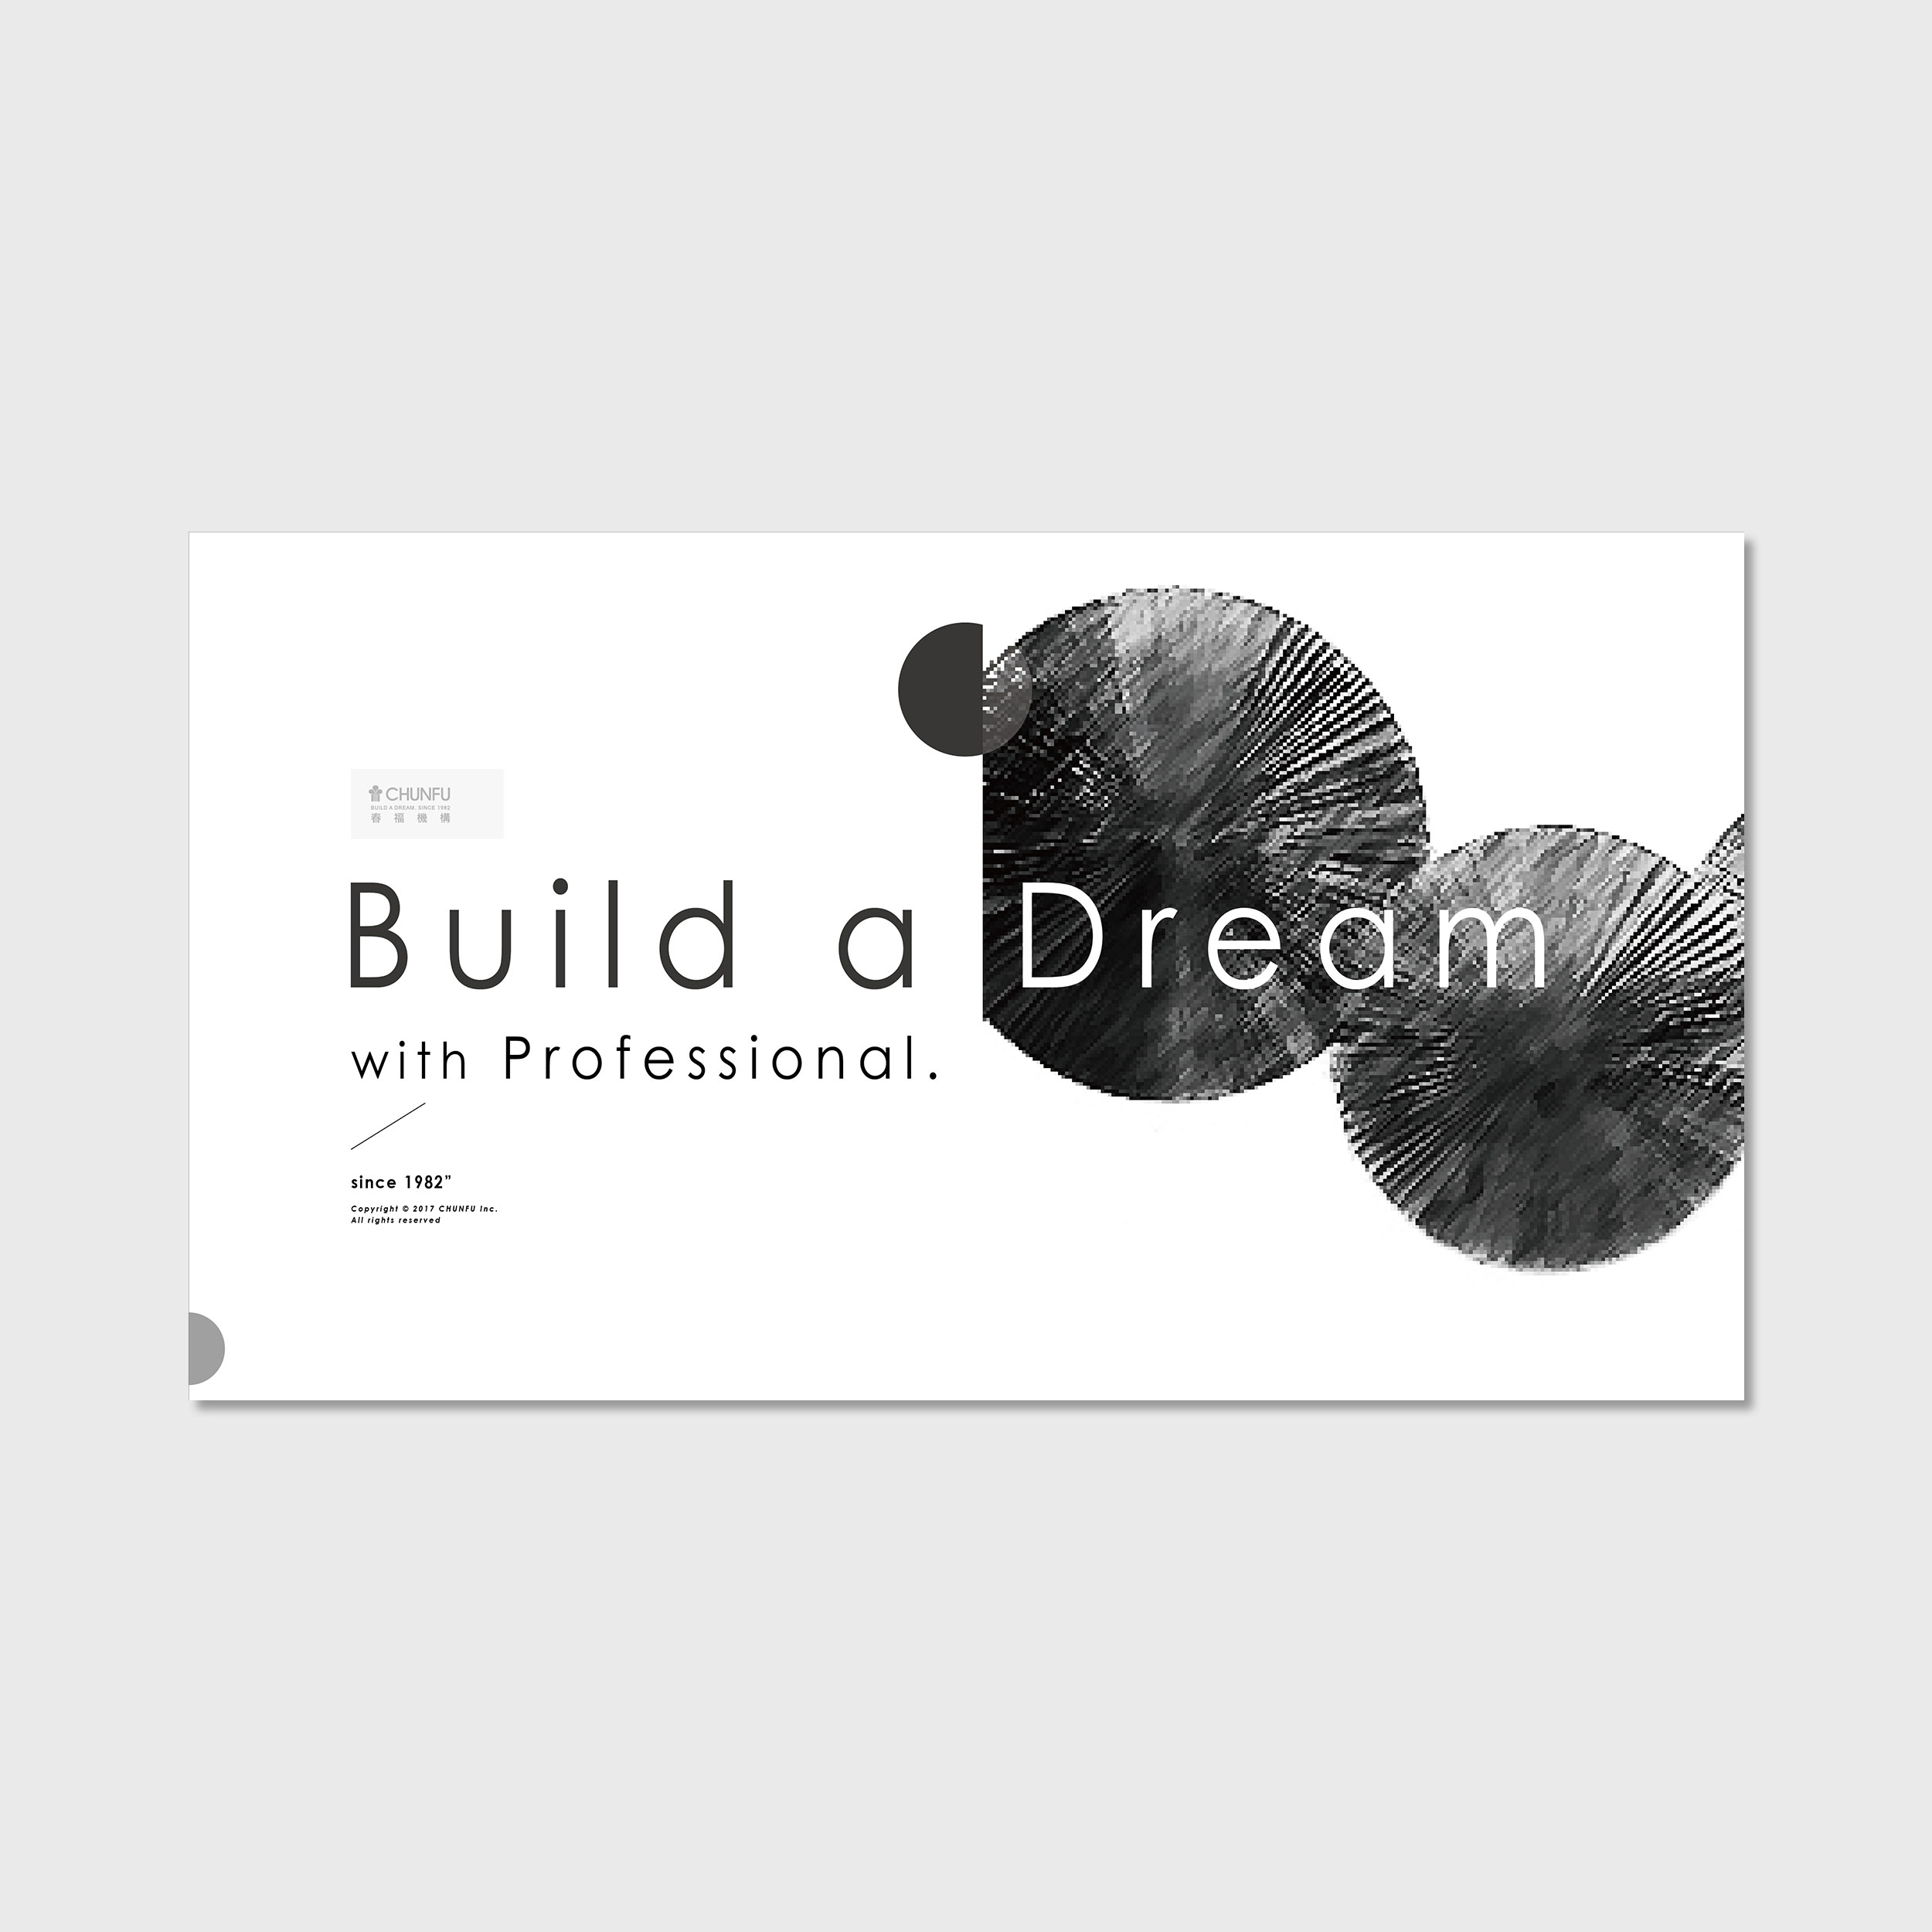 CHUNFU
BUILD A DREAM, SINCE 1982
春福機構
Build a Dream
with Professional.
since 1982”
Copyright © 2017 CHUNFU Inc.
All rights reserved